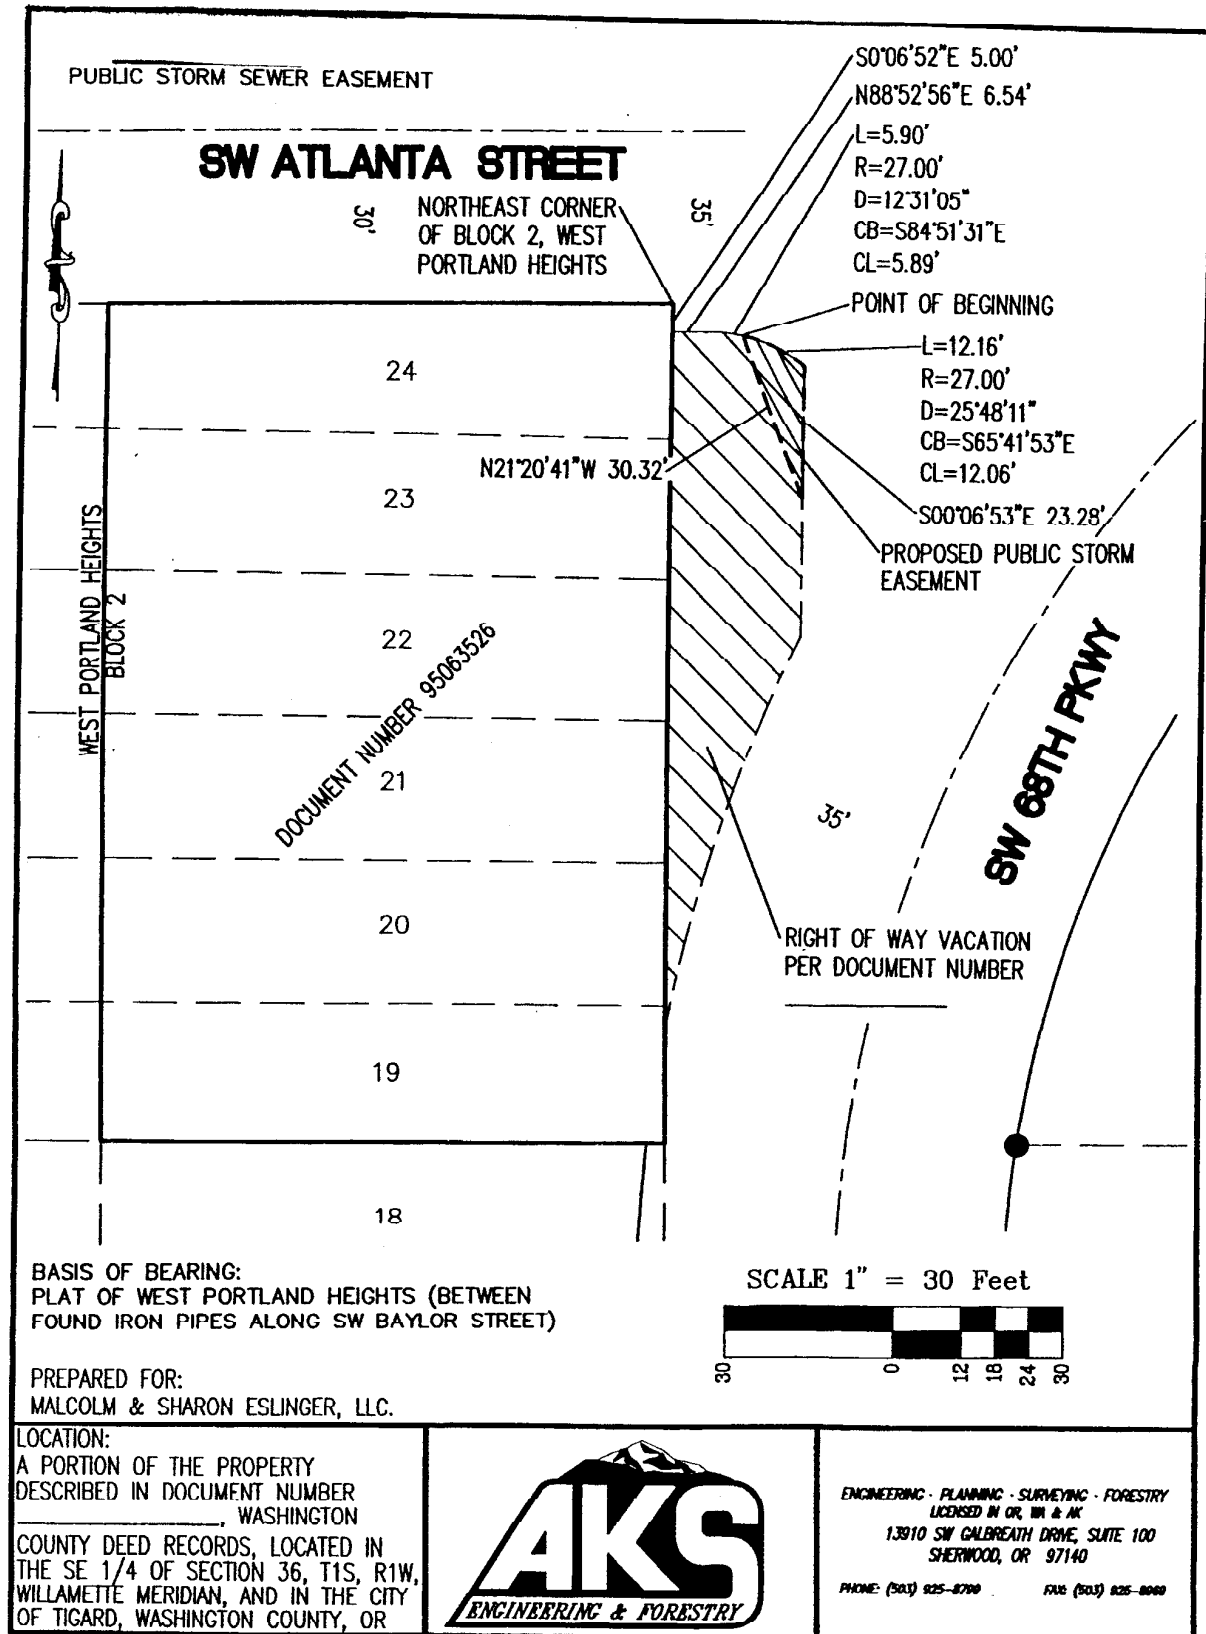 PUBLIC STORM SEWER EASEMENT
SW ATLANTA STREET
30'
35'
NORTHEAST CORNER
OF BLOCK 2, WEST
PORTLAND HEIGHTS
S0°06'52"E 5.00'
N88°52'56"E 6.54'
L=5.90'
R=27.00'
D=12°31'05"
CB=S84°51'31"E
CL=5.89'
POINT OF BEGINNING
L=12.16'
R=27.00'
D=25°48'11"
CB=S65°41'53"E
CL=12.06'
S00°06'53"E 23.28'
PROPOSED PUBLIC STORM
EASEMENT
N21°20'41"W 30.32'
24
23
22
21
20
19
18
WEST PORTLAND HEIGHTS
BLOCK 2
DOCUMENT NUMBER 95063526
35'
SW 68TH PKWY
RIGHT OF WAY VACATION
PER DOCUMENT NUMBER
BASIS OF BEARING:
PLAT OF WEST PORTLAND HEIGHTS (BETWEEN
FOUND IRON PIPES ALONG SW BAYLOR STREET)
SCALE 1" = 30 Feet
30 0 12 18 24 30
PREPARED FOR:
MALCOLM & SHARON ESLINGER, LLC.
LOCATION:
A PORTION OF THE PROPERTY
DESCRIBED IN DOCUMENT NUMBER
, WASHINGTON
COUNTY DEED RECORDS, LOCATED IN
THE SE 1/4 OF SECTION 36, T1S, R1W,
WILLAMETTE MERIDIAN, AND IN THE CITY
OF TIGARD, WASHINGTON COUNTY, OR
AKS
ENGINEERING & FORESTRY
ENGINEERING · PLANNING · SURVEYING · FORESTRY
LICENSED IN OR, WA & AK
13910 SW GALBREATH DRIVE, SUITE 100
SHERWOOD, OR 97140
PHONE: (503) 925-8799 FAX: (503) 925-8969